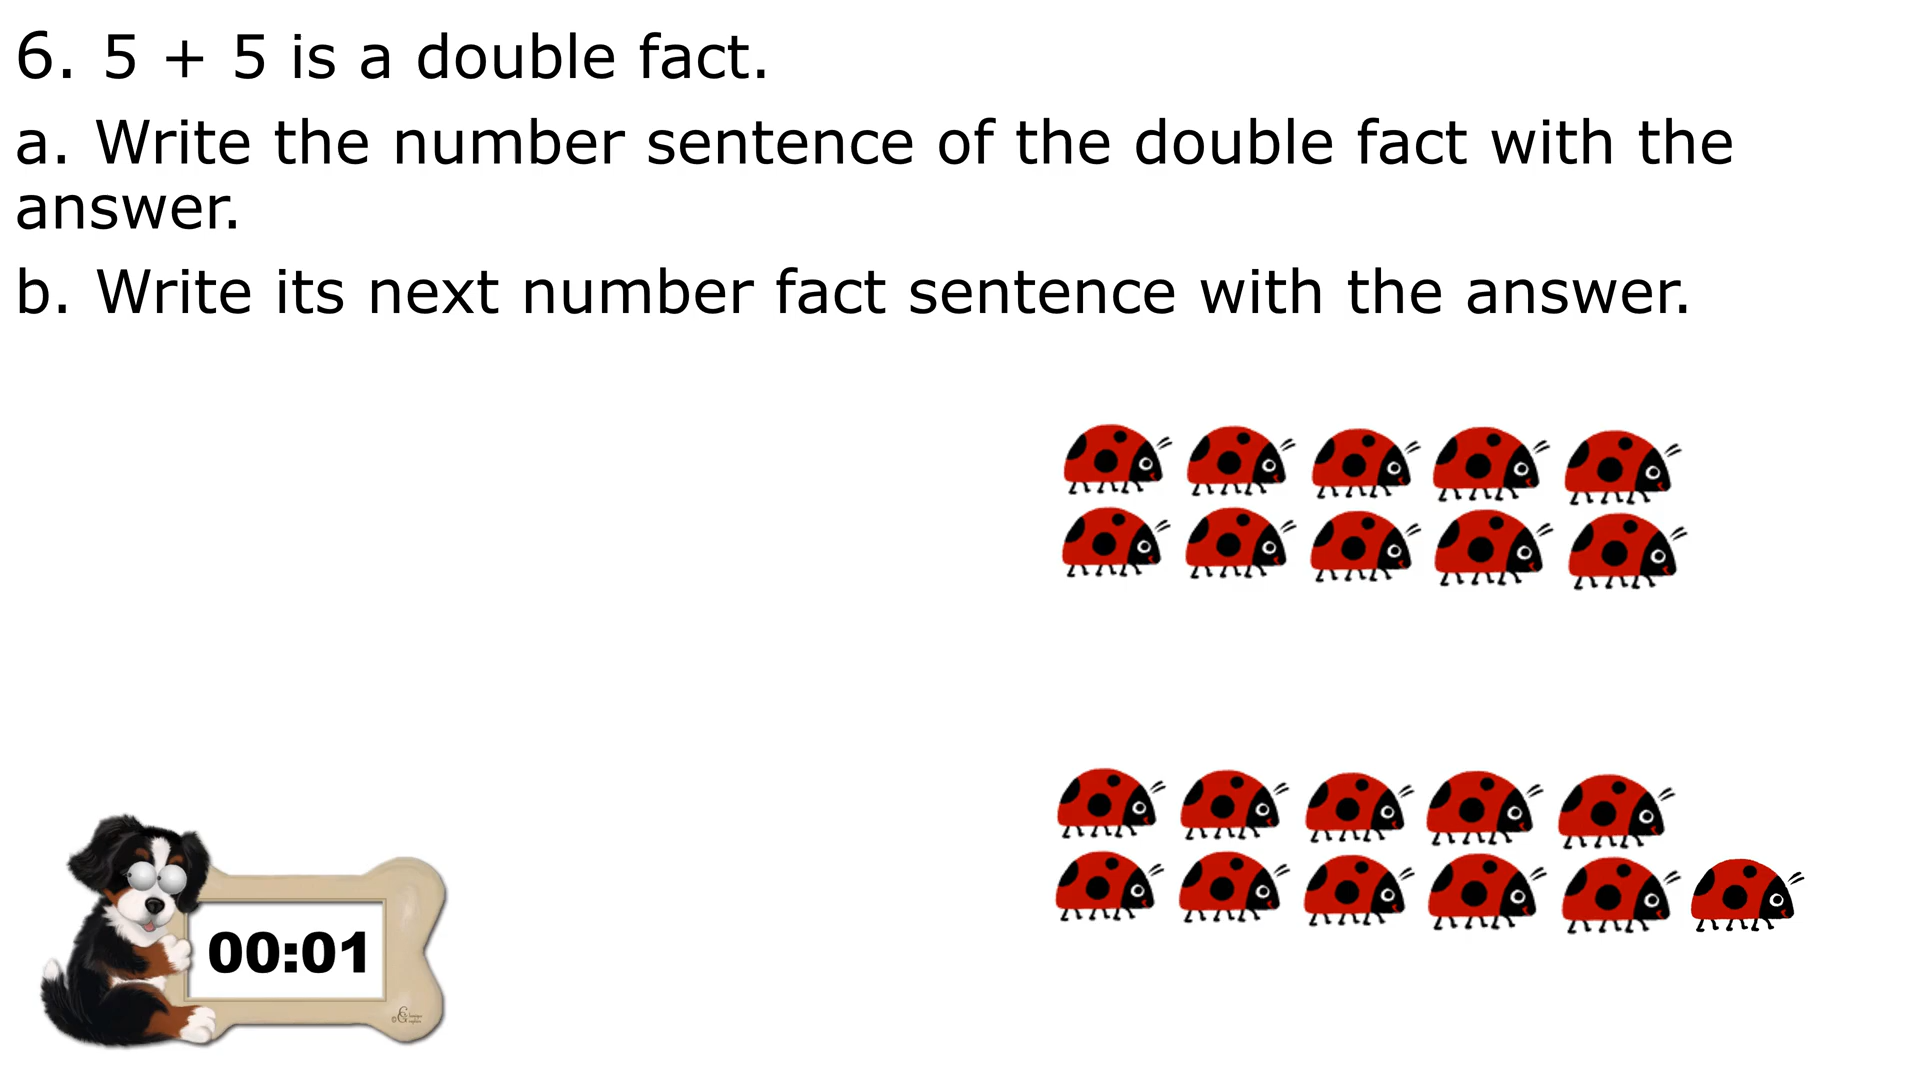 6. 5 + 5 is a double fact.
a. Write the number sentence of the double fact with the
answer.
b. Write its next number fact sentence with the answer.
00:01